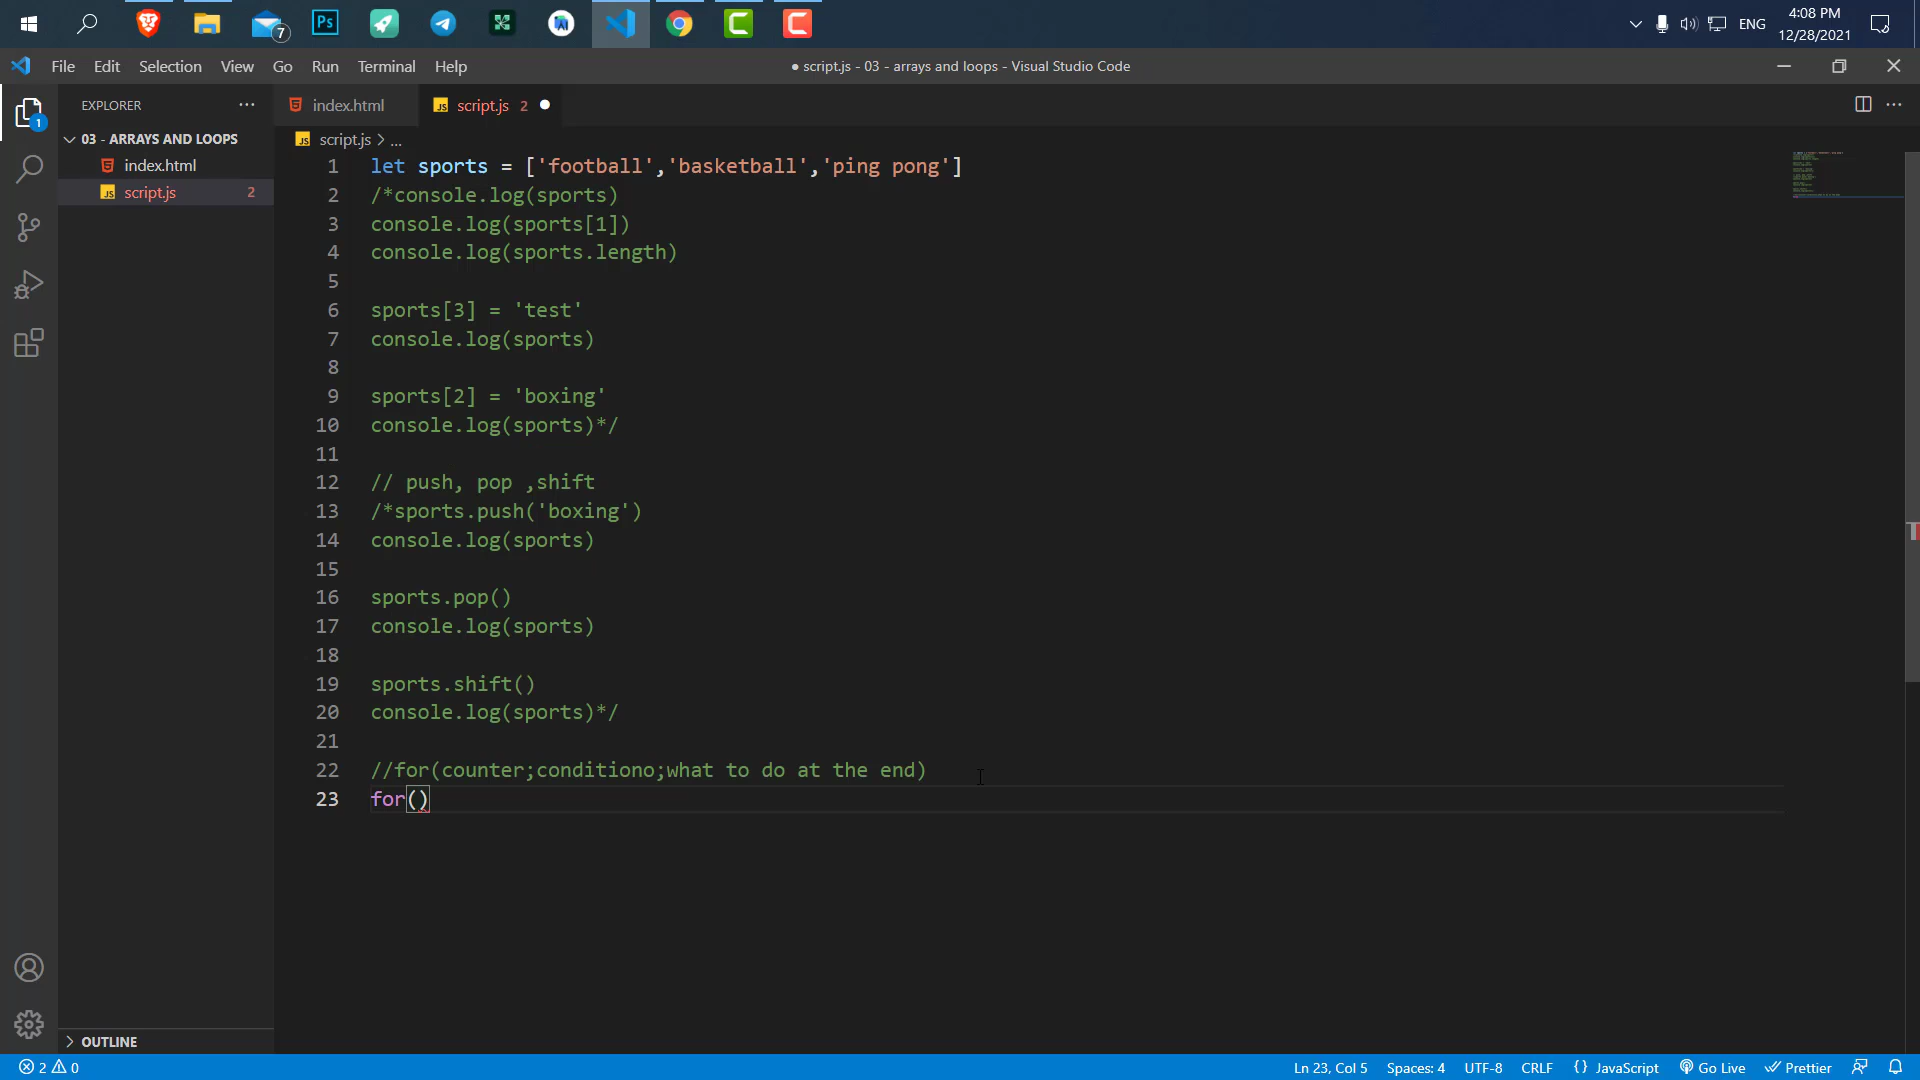 7
Ps
ENG
4:08 PM
12/28/2021
File Edit Selection View Go Run Terminal Help
● script.js - 03 - arrays and loops - Visual Studio Code
EXPLORER
index.html
JS script.js 2
1
03 - ARRAYS AND LOOPS
JS script.js > ...
index.html
JS script.js 2
1 let sports = ['football','basketball','ping pong']
2 /*console.log(sports)
3 console.log(sports[1])
4 console.log(sports.length)
5
6 sports[3] = 'test'
7 console.log(sports)
8
9 sports[2] = 'boxing'
10 console.log(sports)*/
11
12 // push, pop ,shift
13 /*sports.push('boxing')
14 console.log(sports)
15
16 sports.pop()
17 console.log(sports)
18
19 sports.shift()
20 console.log(sports)*/
21
22 //for(counter;conditiono;what to do at the end)
23 for()
OUTLINE
2 0
Ln 23, Col 5 Spaces: 4 UTF-8 CRLF {} JavaScript Go Live Prettier